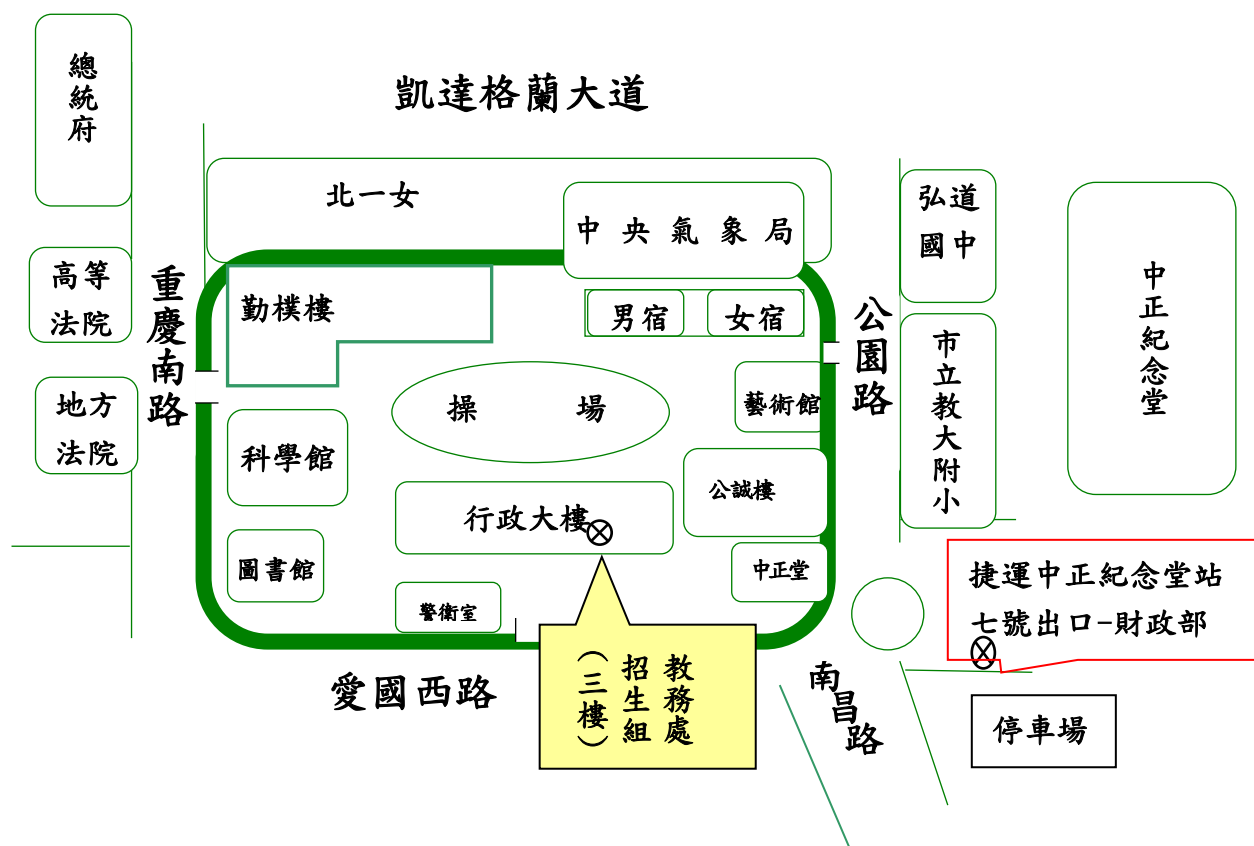 總統府
凱達格蘭大道
北一女
中央氣象局
弘道
國中
中正紀念堂
高等
法院
重慶南路
勤樸樓
男宿
女宿
公園路
市立教大附小
地方
法院
操場
藝術館
科學館
公誠樓
行政大樓
圖書館
中正堂
警衛室
捷運中正紀念堂站
七號出口-財政部
愛國西路
教務處
招生組
(三樓)
南昌路
停車場